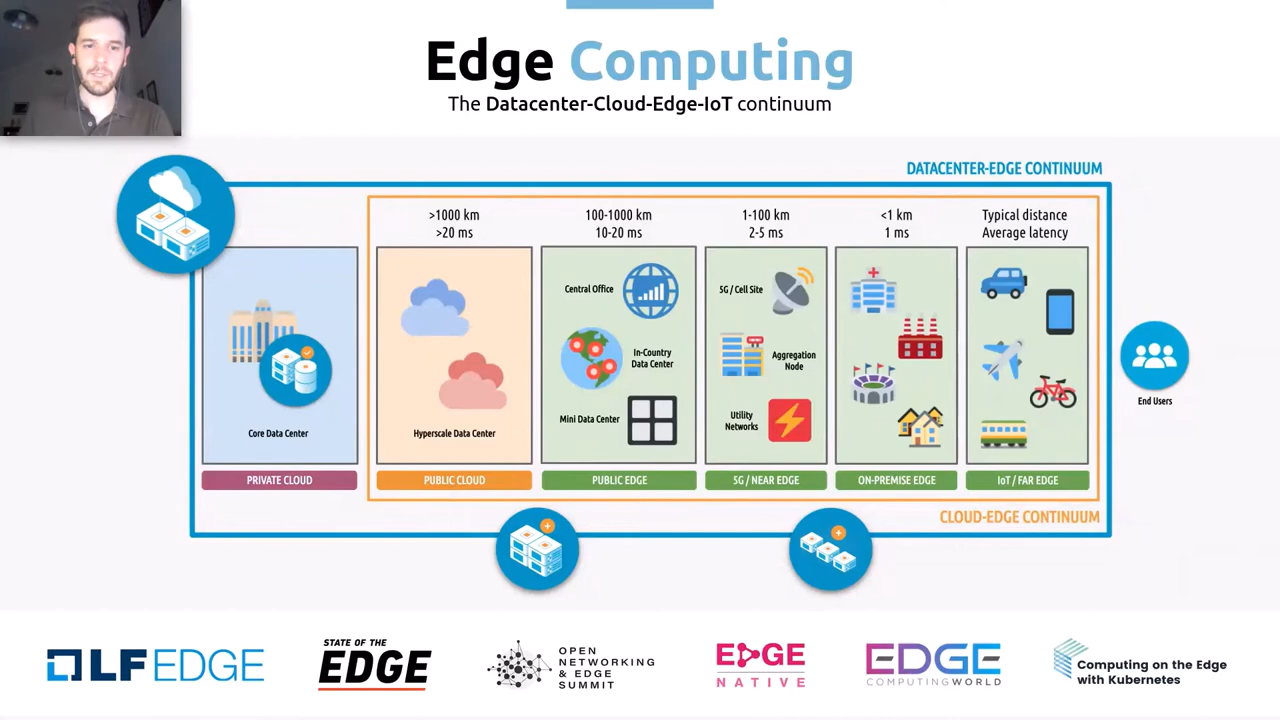 Edge Computing
The Datacenter-Cloud-Edge-IoT continuum
DATACENTER-EDGE CONTINUUM
>1000 km
>20 ms
100-1000 km
10-20 ms
1-100 km
2-5 ms
<1 km
1 ms
Typical distance
Average latency
Core Data Center
PRIVATE CLOUD
Hyperscale Data Center
PUBLIC CLOUD
Central Office
In-Country
Data Center
Mini Data Center
PUBLIC EDGE
5G / Cell Site
Aggregation
Node
Utility
Networks
5G / NEAR EDGE
ON-PREMISE EDGE
IoT / FAR EDGE
End Users
CLOUD-EDGE CONTINUUM
LF EDGE
STATE OF THE
EDGE
OPEN
NETWORKING
& EDGE
SUMMIT
EDGE
NATIVE
EDGE
COMPUTINGWORLD
Computing on the Edge
with Kubernetes